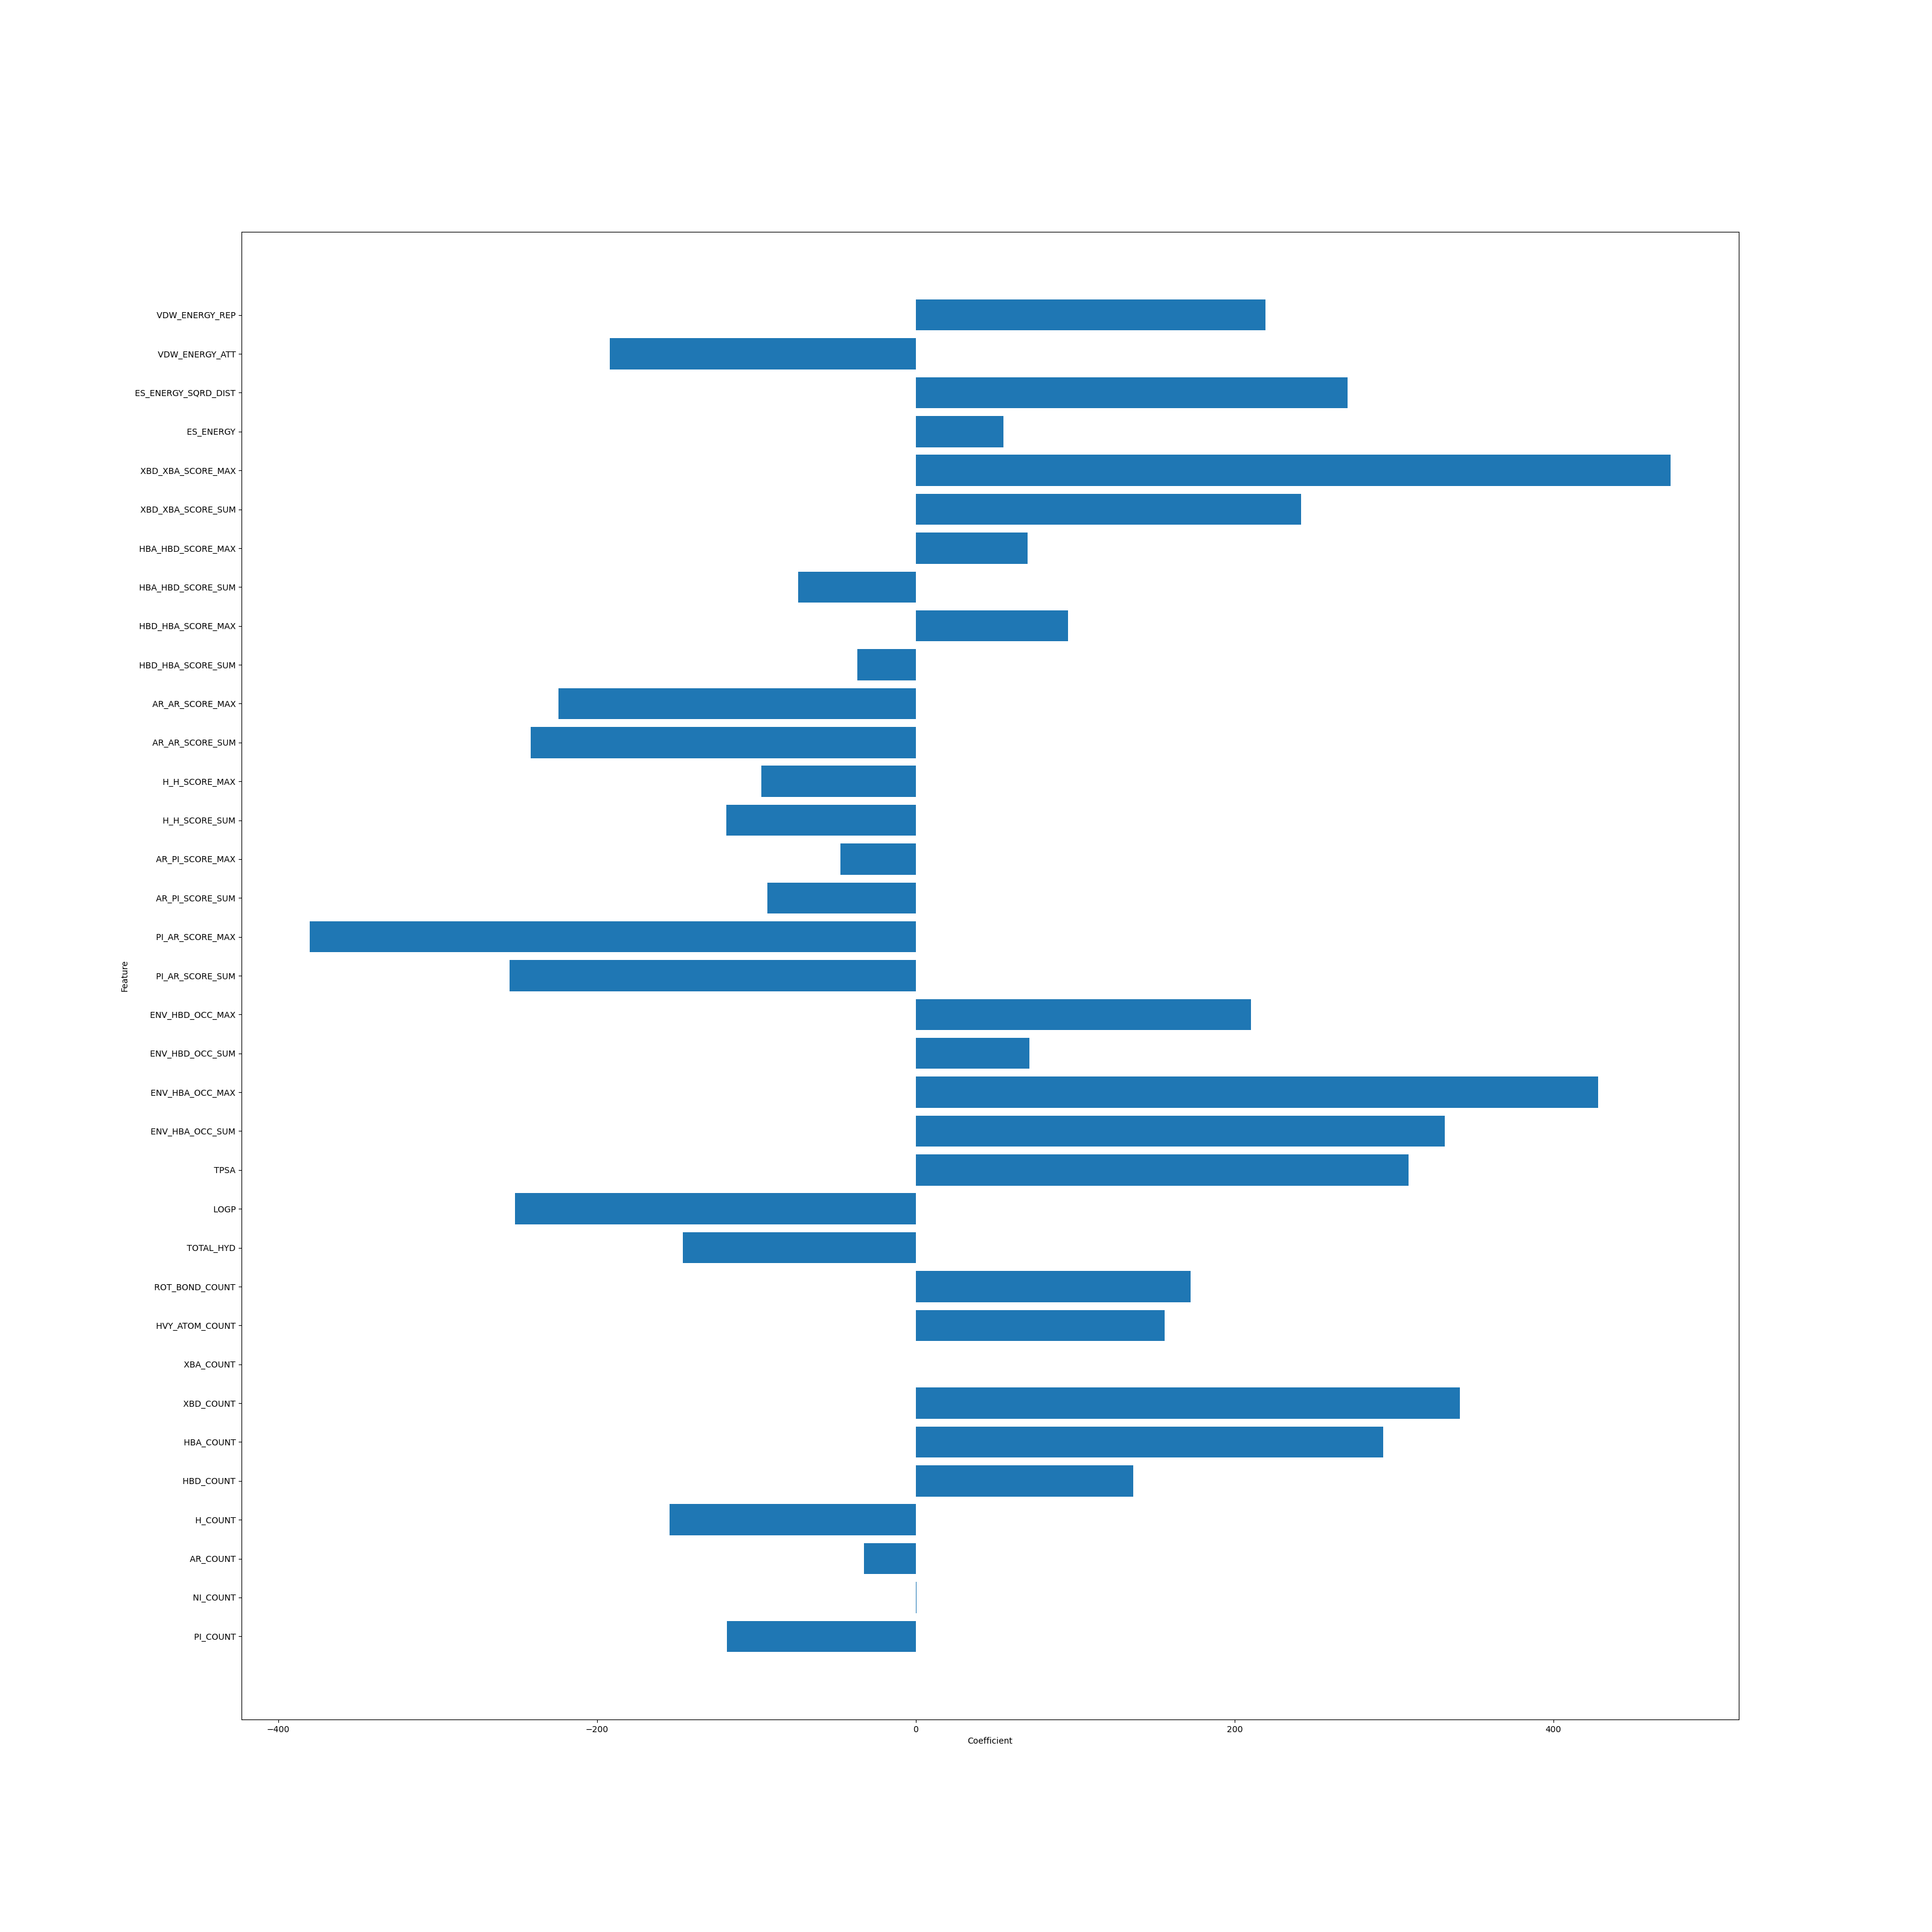 VDW_ENERGY_REP
VDW_ENERGY_ATT
ES_ENERGY_SQRD_DIST
ES_ENERGY
XBD_XBA_SCORE_MAX
XBD_XBA_SCORE_SUM
HBA_HBD_SCORE_MAX
HBA_HBD_SCORE_SUM
HBD_HBA_SCORE_MAX
HBD_HBA_SCORE_SUM
AR_AR_SCORE_MAX
AR_AR_SCORE_SUM
H_H_SCORE_MAX
H_H_SCORE_SUM
AR_PI_SCORE_MAX
AR_PI_SCORE_SUM
PI_AR_SCORE_MAX
PI_AR_SCORE_SUM
ENV_HBD_OCC_MAX
ENV_HBD_OCC_SUM
ENV_HBA_OCC_MAX
ENV_HBA_OCC_SUM
TPSA
LOGP
TOTAL_HYD
ROT_BOND_COUNT
HVY_ATOM_COUNT
XBA_COUNT
XBD_COUNT
HBA_COUNT
HBD_COUNT
H_COUNT
AR_COUNT
NI_COUNT
PI_COUNT
Feature
−400 −200 0 200 400
Coefficient